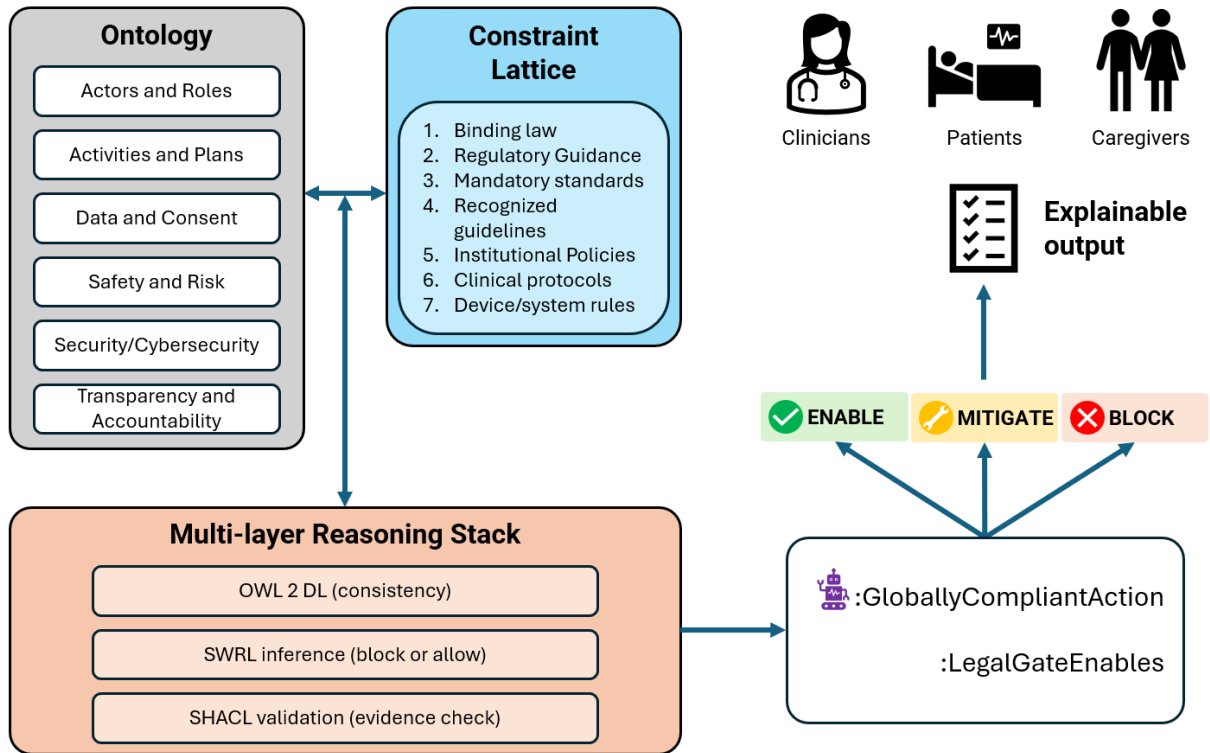 Ontology
Actors and Roles
Activities and Plans
Data and Consent
Safety and Risk
Security/Cybersecurity
Transparency and
Accountability
Constraint
Lattice
1. Binding law
2. Regulatory Guidance
3. Mandatory standards
4. Recognized
guidelines
5. Institutional Policies
6. Clinical protocols
7. Device/system rules
Clinicians
Patients
Caregivers
Explainable
output
ENABLE
MITIGATE
BLOCK
Multi-layer Reasoning Stack
OWL 2 DL (consistency)
SWRL inference (block or allow)
SHACL validation (evidence check)
:GloballyCompliantAction
:LegalGateEnables